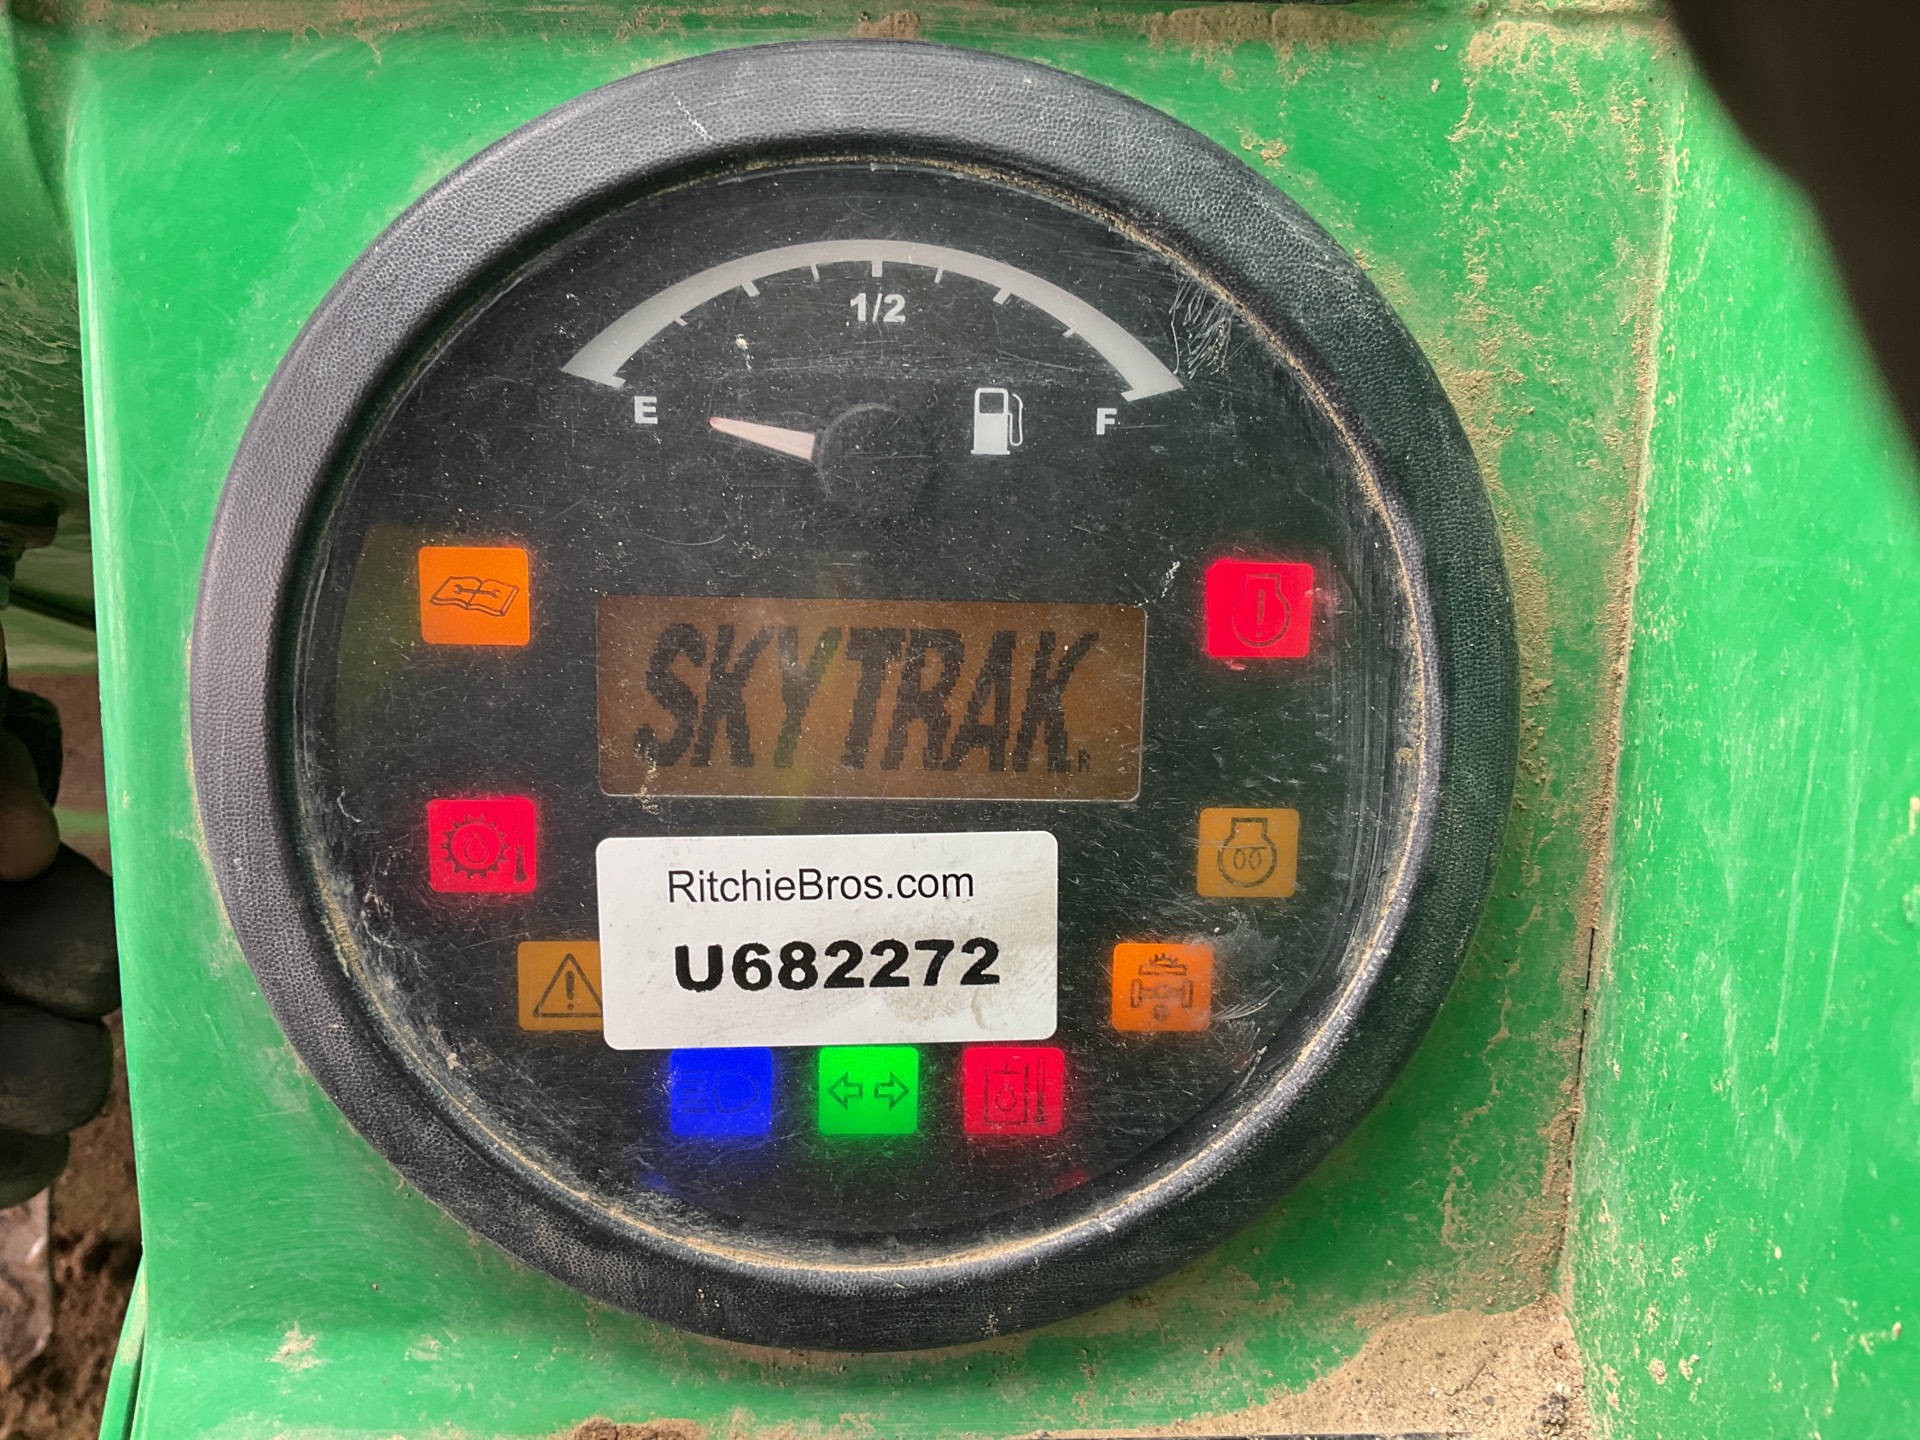 1/2
E
F
SKYTRAK
R
RitchieBros.com
U682272